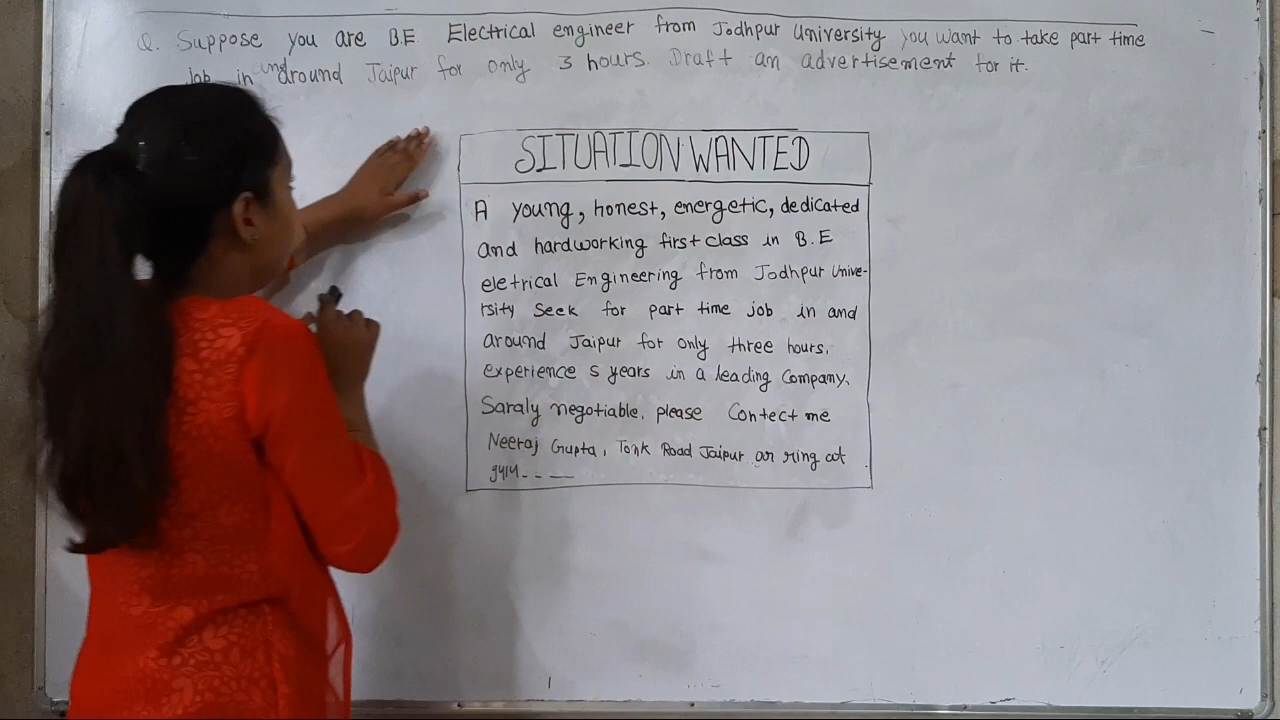 Q. Suppose you are B.E Electrical engineer from Jodhpur University you want to take part time
job in and around Jaipur for only 3 hours. Draft an advertisement for it.
SITUATION WANTED
A young, honest, energetic, dedicated
and hardworking first class in B.E
eletrical Engineering from Jodhpur Unive-
rsity Seek for part time job in and
around Jaipur for only three hours.
experience 5 years in a leading Company.
Saraly negotiable, please Contect me
Neeraj Gupta, Tonk Road Jaipur or ring at
9414----